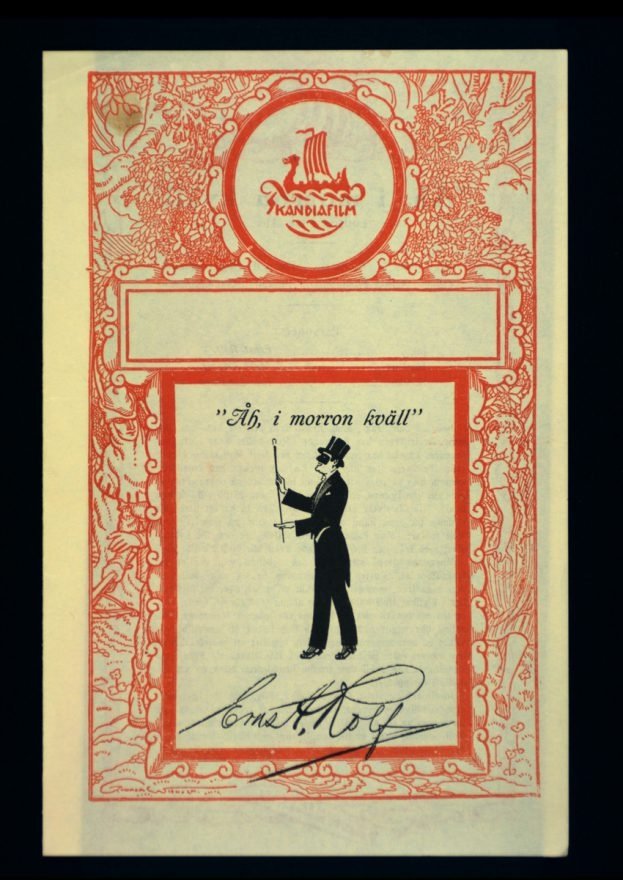 SKANDIAFILM
"Åh, i morron kväll"
Ernst Rolf